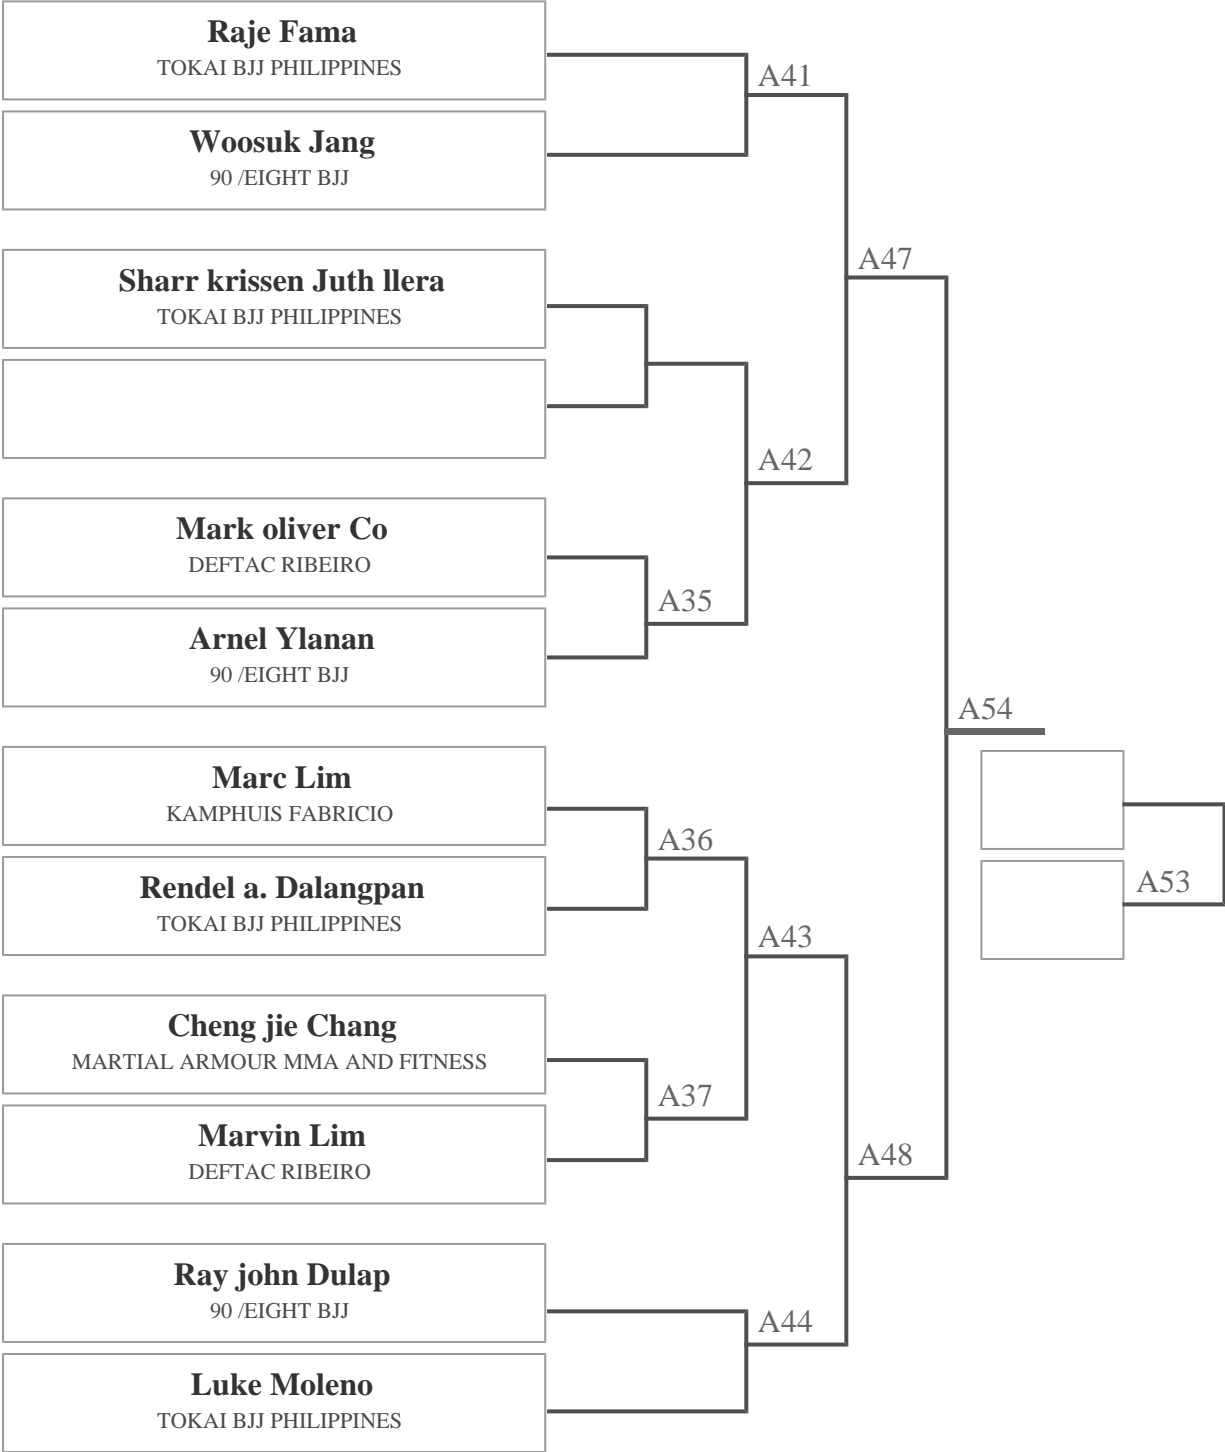 Raje Fama
TOKAI BJJ PHILIPPINES
A41
Woosuk Jang
90 /EIGHT BJJ
A47
Sharr krissen Juth llera
TOKAI BJJ PHILIPPINES
A42
Mark oliver Co
DEFTAC RIBEIRO
A35
Arnel Ylanan
90 /EIGHT BJJ
A54
Marc Lim
KAMPHUIS FABRICIO
A36
Rendel a. Dalangpan
TOKAI BJJ PHILIPPINES
A53
A43
Cheng jie Chang
MARTIAL ARMOUR MMA AND FITNESS
A37
Marvin Lim
DEFTAC RIBEIRO
A48
Ray john Dulap
90 /EIGHT BJJ
A44
Luke Moleno
TOKAI BJJ PHILIPPINES